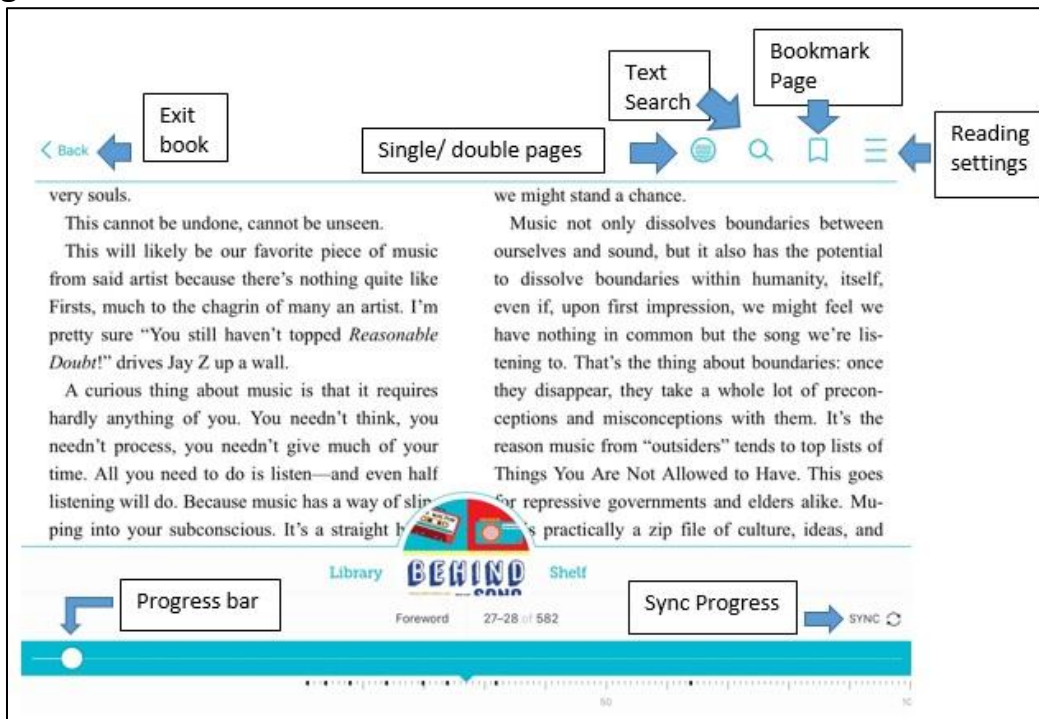 Bookmark
Page
Text
Search
Exit
book
Single/ double pages
Reading
settings
< Back
very souls.
This cannot be undone, cannot be unseen.
This will likely be our favorite piece of music
from said artist because there's nothing quite like
Firsts, much to the chagrin of many an artist. I'm
pretty sure “You still haven't topped Reasonable
Doubt!” drives Jay Z up a wall.
A curious thing about music is that it requires
hardly anything of you. You needn't think, you
needn't process, you needn't give much of your
time. All you need to do is listen—and even half
listening will do. Because music has a way of slip-
ping into your subconscious. It's a straight
we might stand a chance.
Music not only dissolves boundaries between
ourselves and sound, but it also has the potential
to dissolve boundaries within humanity, itself,
even if, upon first impression, we might feel we
have nothing in common but the song we're lis-
tening to. That's the thing about boundaries: once
they disappear, they take a whole lot of precon-
ceptions and misconceptions with them. It's the
reason music from “outsiders” tends to top lists of
Things You Are Not Allowed to Have. This goes
for repressive governments and elders alike. Mu-
practically a zip file of culture, ideas, and
Library
BEHIND
SONG
Shelf
Progress bar
Sync Progress
Foreword 27–28 of 582
SYNC
50